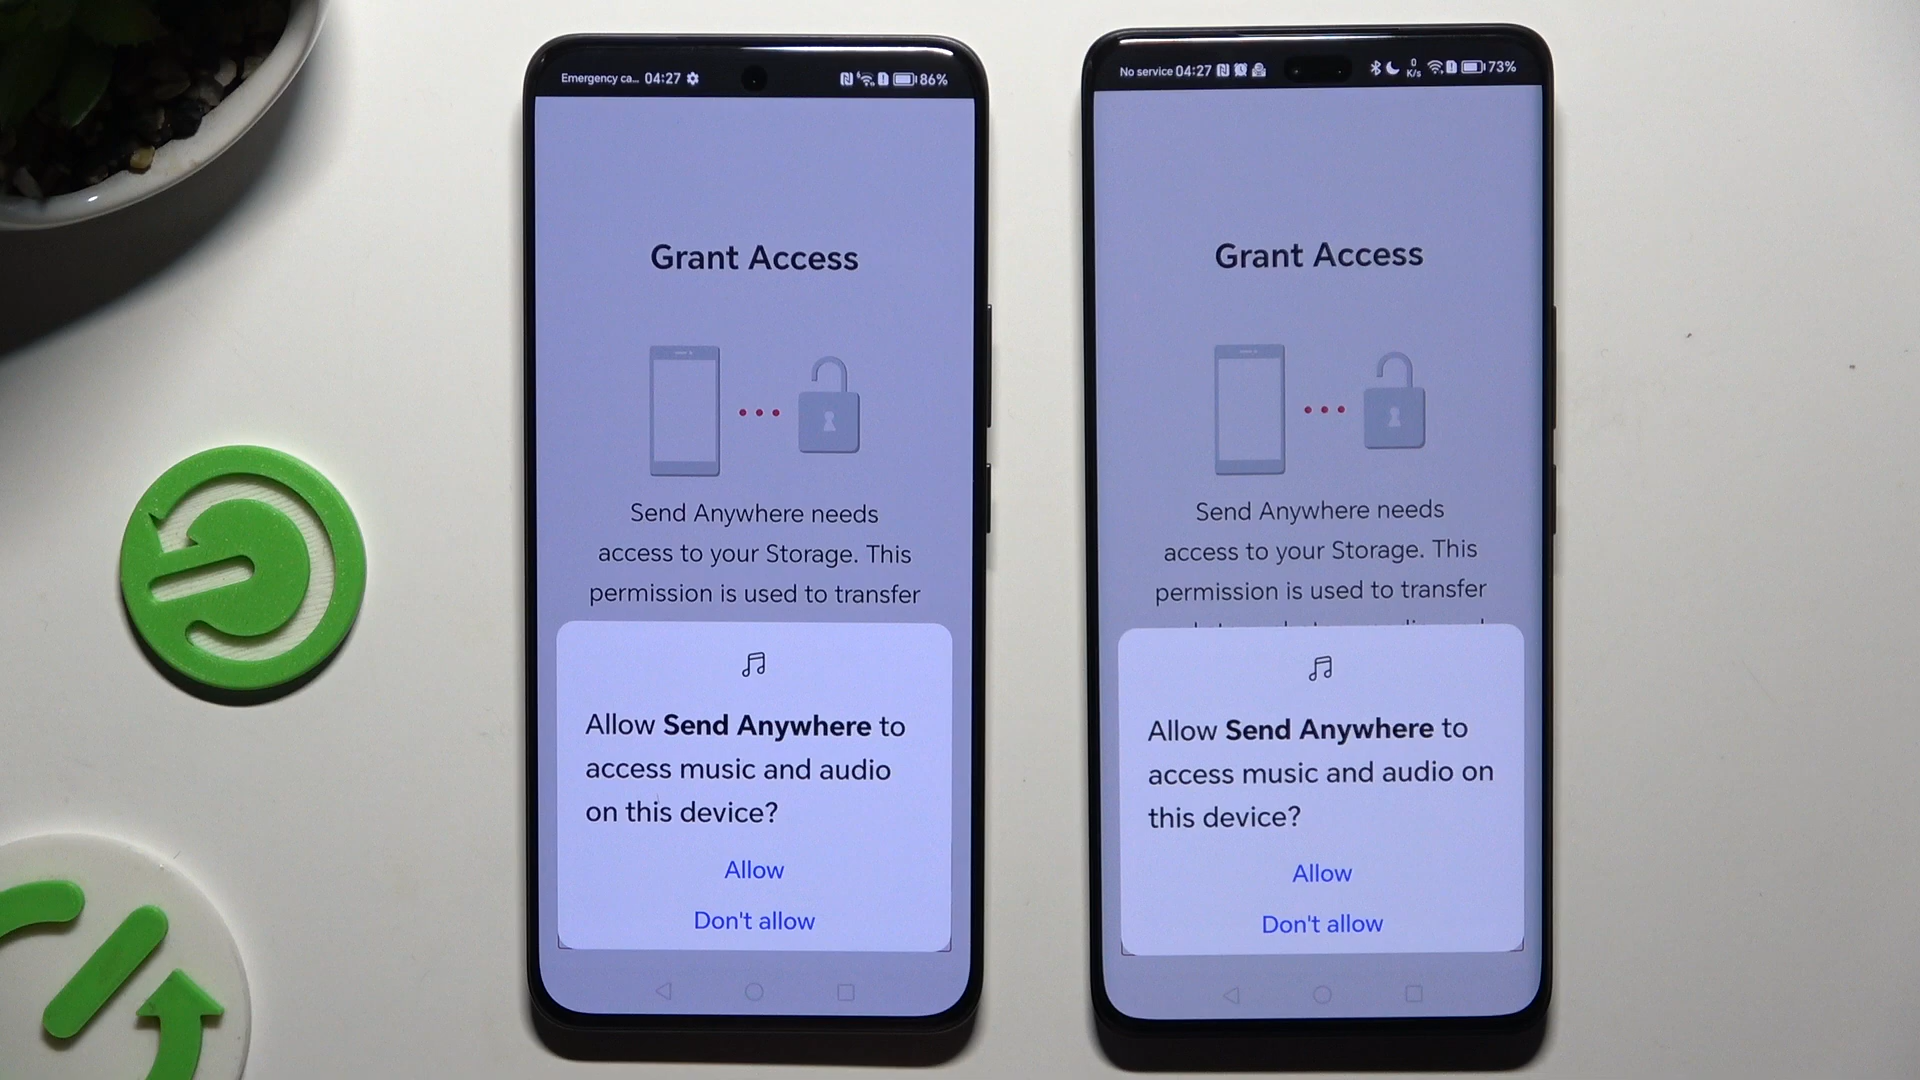 Emergency ca... 04:27 86%
Grant Access
Send Anywhere needs
access to your Storage. This
permission is used to transfer
Allow Send Anywhere to
access music and audio
on this device?
Allow
Don't allow
No service 04:27 0 K/s 73%
Grant Access
Send Anywhere needs
access to your Storage. This
permission is used to transfer
Allow Send Anywhere to
access music and audio on
this device?
Allow
Don't allow